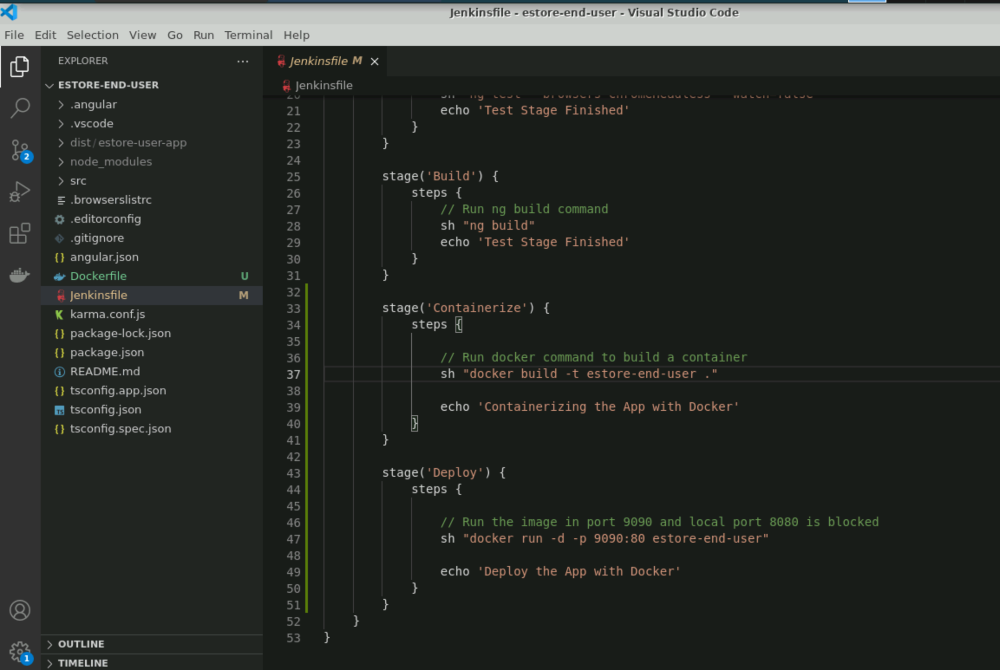 Jenkinsfile - estore-end-user - Visual Studio Code
File Edit Selection View Go Run Terminal Help
EXPLORER ...
ESTORE-END-USER
.angular
.vscode
dist/estore-user-app
node_modules
src
.browserslistrc
.editorconfig
.gitignore
angular.json
Dockerfile U
Jenkinsfile M
karma.conf.js
package-lock.json
package.json
README.md
tsconfig.app.json
TS tsconfig.json
tsconfig.spec.json
OUTLINE
TIMELINE
2
1
Jenkinsfile M
Jenkinsfile
21 echo 'Test Stage Finished'
22 }
23 }
24
25 stage('Build') {
26 steps {
27 // Run ng build command
28 sh "ng build"
29 echo 'Test Stage Finished'
30 }
31 }
32
33 stage('Containerize') {
34 steps {
35
36 // Run docker command to build a container
37 sh "docker build -t estore-end-user ."
38
39 echo 'Containerizing the App with Docker'
40 }
41 }
42
43 stage('Deploy') {
44 steps {
45
46 // Run the image in port 9090 and local port 8080 is blocked
47 sh "docker run -d -p 9090:80 estore-end-user"
48
49 echo 'Deploy the App with Docker'
50 }
51 }
52 }
53 }